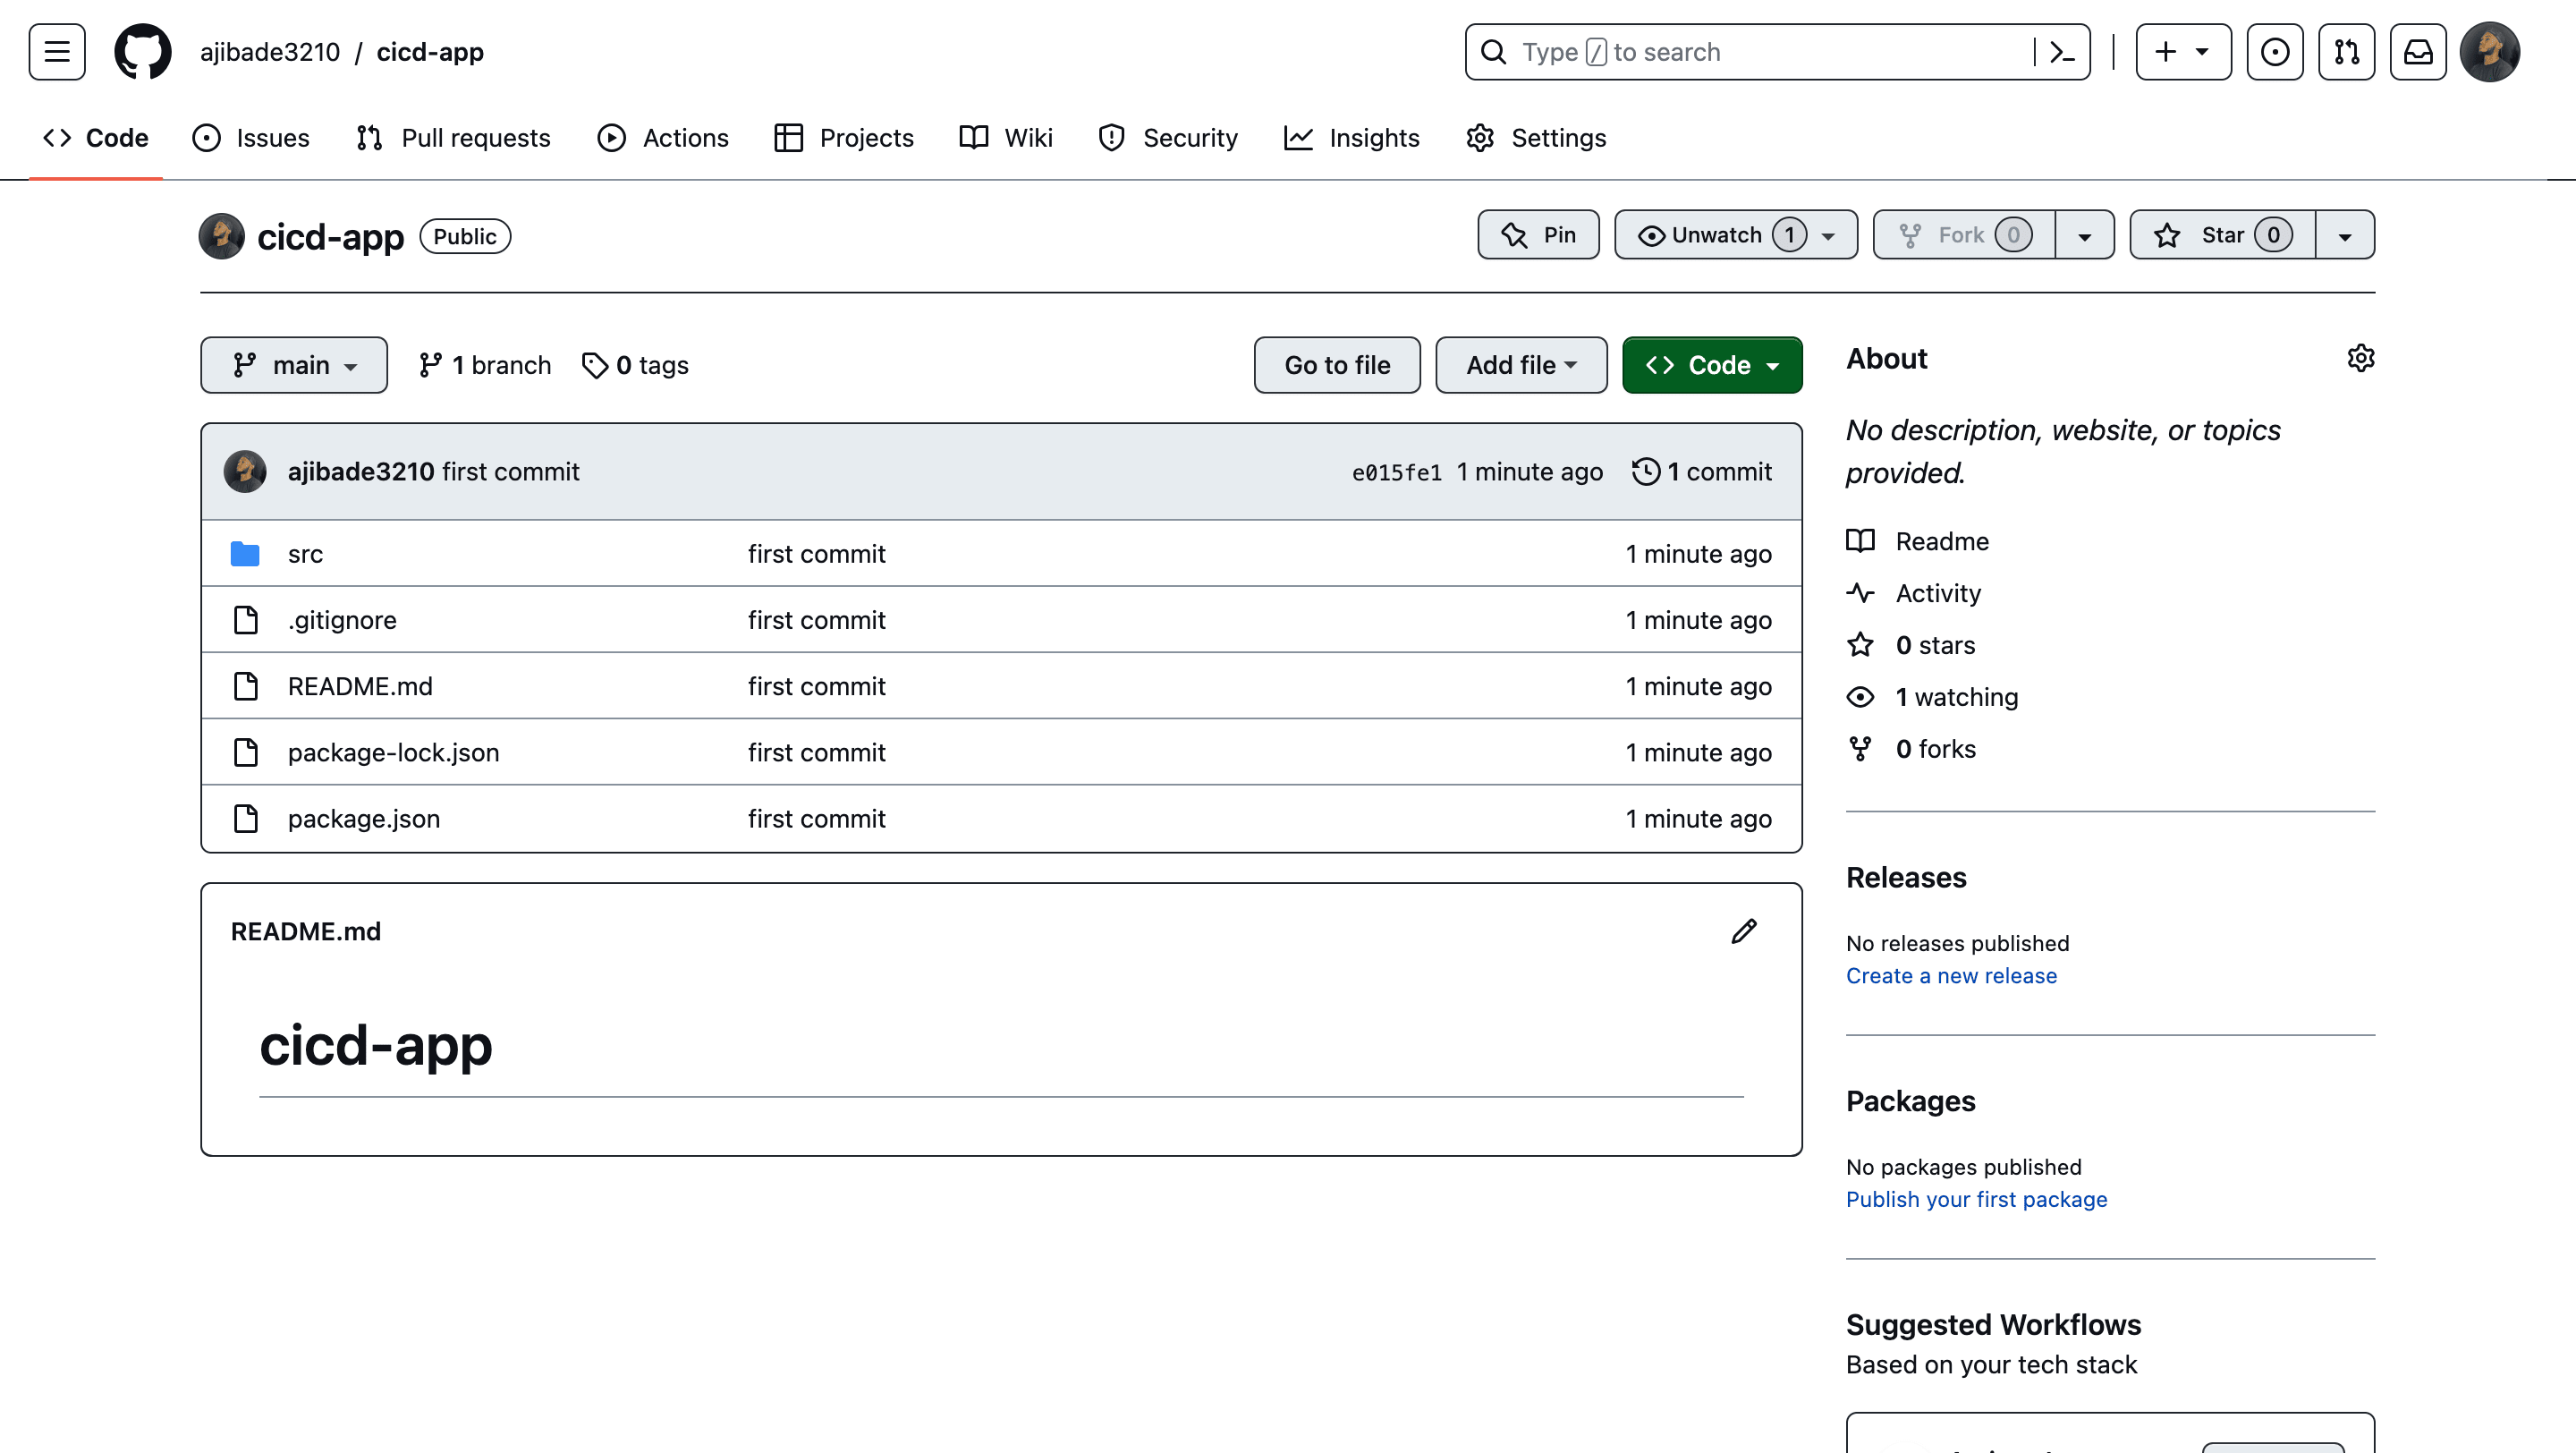 ajibade3210 / cicd-app
Type / to search
Code Issues Pull requests Actions Projects Wiki Security Insights Settings
cicd-app Public
Pin Unwatch 1 Fork 0 Star 0
main 1 branch 0 tags
Go to file Add file Code
ajibade3210 first commit e015fe1 1 minute ago 1 commit
src first commit 1 minute ago
.gitignore first commit 1 minute ago
README.md first commit 1 minute ago
package-lock.json first commit 1 minute ago
package.json first commit 1 minute ago
README.md
cicd-app
About
No description, website, or topics
provided.
Readme
Activity
0 stars
1 watching
0 forks
Releases
No releases published
Create a new release
Packages
No packages published
Publish your first package
Suggested Workflows
Based on your tech stack